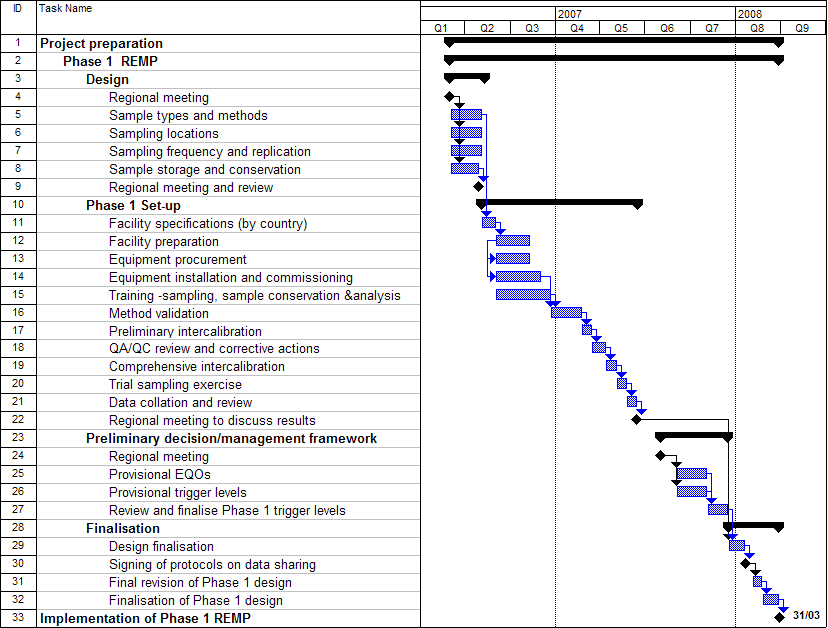 ID Task Name 2007 2008
Q1 Q2 Q3 Q4 Q5 Q6 Q7 Q8 Q9
1 Project preparation
2 Phase 1 REMP
3 Design
4 Regional meeting
5 Sample types and methods
6 Sampling locations
7 Sampling frequency and replication
8 Sample storage and conservation
9 Regional meeting and review
10 Phase 1 Set-up
11 Facility specifications (by country)
12 Facility preparation
13 Equipment procurement
14 Equipment installation and commissioning
15 Training -sampling, sample conservation &analysis
16 Method validation
17 Preliminary intercalibration
18 QA/QC review and corrective actions
19 Comprehensive intercalibration
20 Trial sampling exercise
21 Data collation and review
22 Regional meeting to discuss results
23 Preliminary decision/management framework
24 Regional meeting
25 Provisional EQOs
26 Provisional trigger levels
27 Review and finalise Phase 1 trigger levels
28 Finalisation
29 Design finalisation
30 Signing of protocols on data sharing
31 Final revision of Phase 1 design
32 Finalisation of Phase 1 design
33 Implementation of Phase 1 REMP 31/03